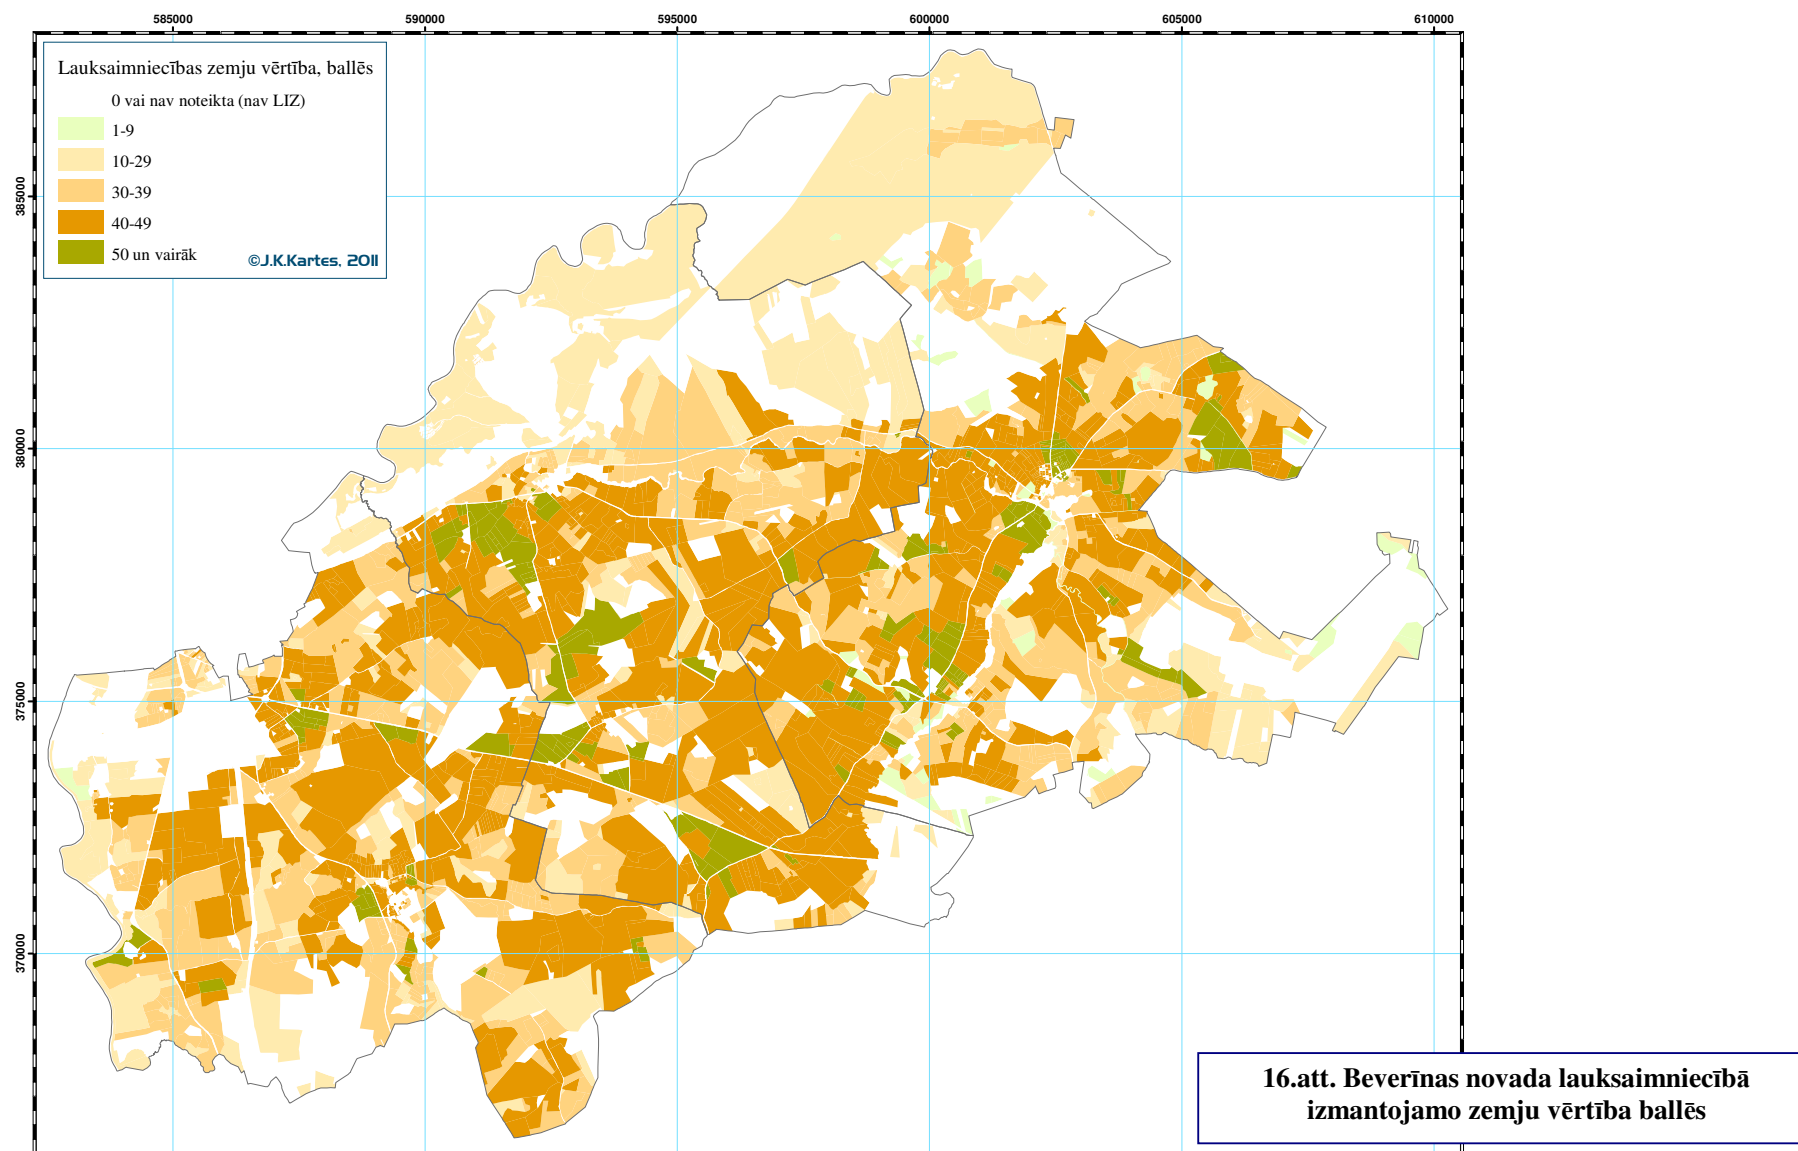 585000 590000 595000 600000 605000 610000
Lauksaimniecības zemju vērtība, ballēs
0 vai nav noteikta (nav LIZ)
1-9
10-29
30-39
40-49
50 un vairāk
©J.K.Kartes, 2011
385000
380000
375000
370000
16.att. Beverīnas novada lauksaimniecībā
izmantojamo zemju vērtība ballēs